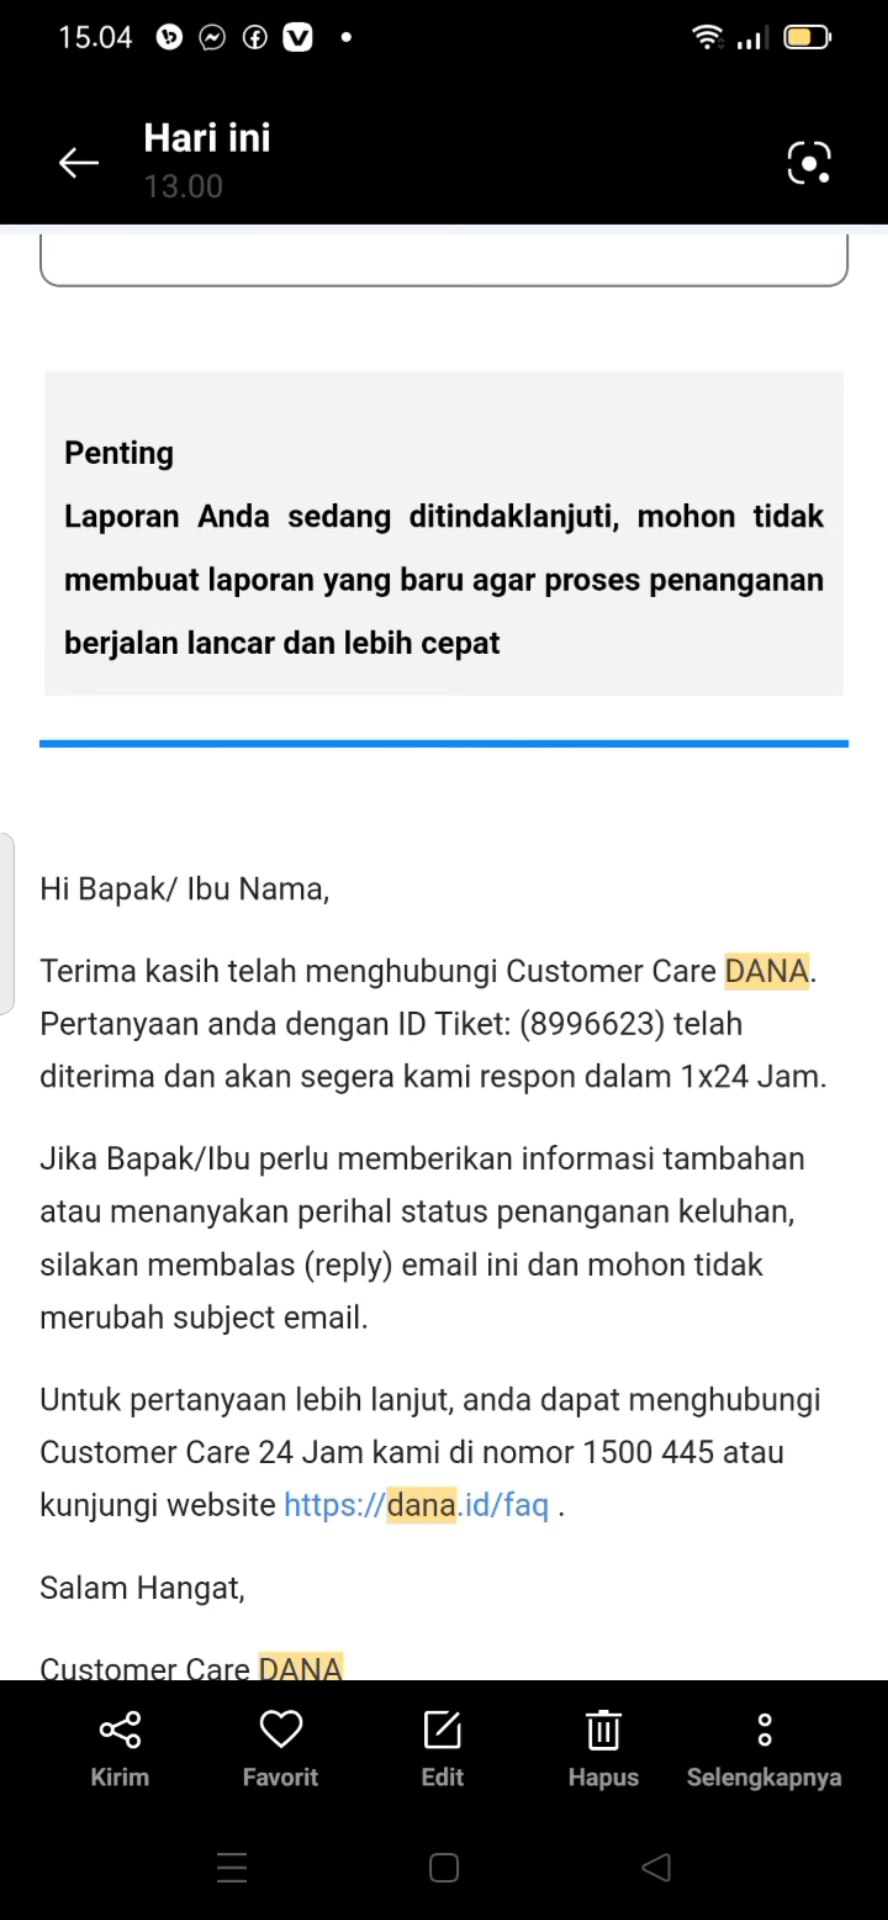 15.04
Hari ini
13.00
Penting
Laporan Anda sedang ditindaklanjuti, mohon tidak
membuat laporan yang baru agar proses penanganan
berjalan lancar dan lebih cepat
Hi Bapak/ Ibu Nama,
Terima kasih telah menghubungi Customer Care DANA.
Pertanyaan anda dengan ID Tiket: (8996623) telah
diterima dan akan segera kami respon dalam 1x24 Jam.
Jika Bapak/Ibu perlu memberikan informasi tambahan
atau menanyakan perihal status penanganan keluhan,
silakan membalas (reply) email ini dan mohon tidak
merubah subject email.
Untuk pertanyaan lebih lanjut, anda dapat menghubungi
Customer Care 24 Jam kami di nomor 1500 445 atau
kunjungi website https://dana.id/faq .
Salam Hangat,
Customer Care DANA
Kirim Favorit Edit Hapus Selengkapnya